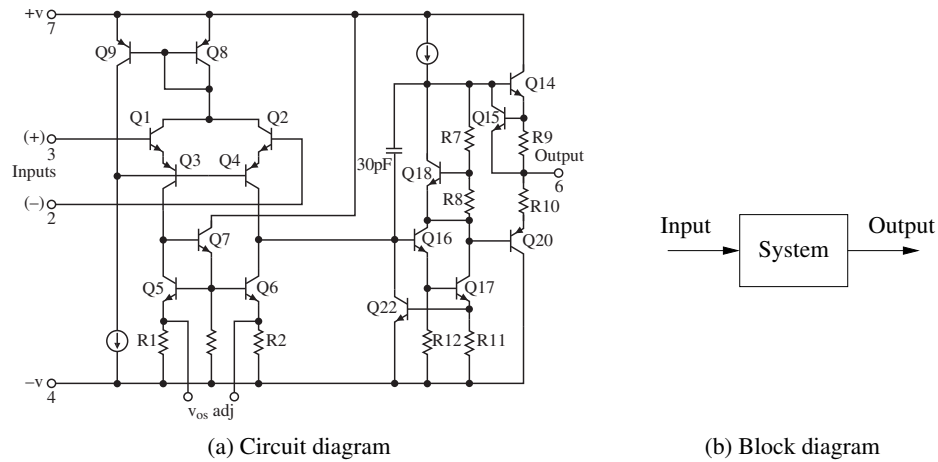 +v
7
Q9
Q8
Q14
Q1
Q2
Q15
R7
R9
(+)
3
Q3
Q4
30pF
Output
6
Inputs
Q18
R8
R10
(−)
2
Q7
Q16
Q20
Q5
Q6
Q17
Q22
R1
R2
R12
R11
−v
4
vos adj
(a) Circuit diagram
Input
System
Output
(b) Block diagram